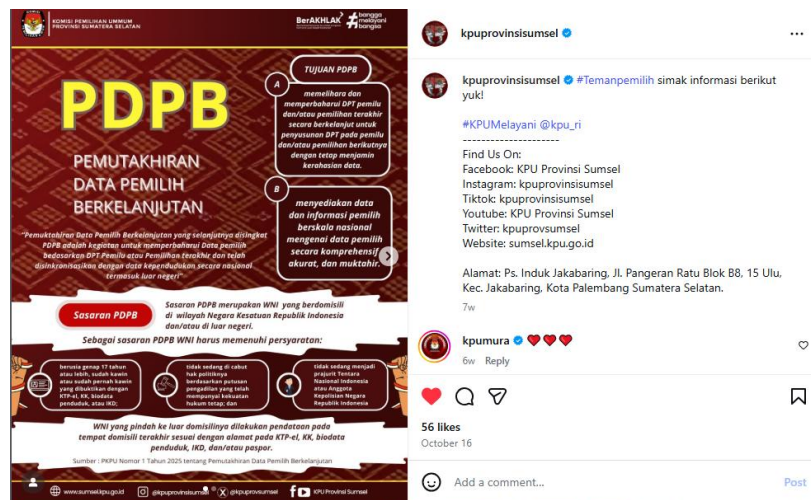 KOMISI PEMILIHAN UMMUM
PROVINSI SUMATERA SELATAN
BerAKHLAK
bangga
melayani
bangsa
PDPB
PEMUTAKHIRAN
DATA PEMILIH
BERKELANJUTAN
"Pemuktahiran Data Pemilih Berkelanjutan yang selanjutnya disingkat
PDPB adalah kegiatan untuk memperbaharui Data pemilih
bedasarkan DPT Pemilu atau Pemilihan terakhir dan telah
disinkronisasikan dengan data kependudukan secara nasional
termasuk luar negeri"
TUJUAN PDPB
A
memelihara dan
memperbaharui DPT pemilu
dan/atau pemilihan terakhir
secara berkelanjut untuk
penyusunan DPT pada pemilu
dan/atau pemilihan berikutnya
dengan tetap menjamin
kerahasian data.
B
menyediakan data
dan informasi pemilih
berskala nasional
mengenai data pemilih
secara komprehensif
akurat, dan muktahir.
Sasaran PDPB
Sasaran PDPB merupakan WNI yang berdomisili
di wilayah Negara Kesatuan Republik Indonesia
dan/atau di luar negeri.
Sebagai sasaran PDPB WNI harus memenuhi persyaratan:
berusia genap 17 tahun
atau lebih, sudah kawin
atau sudah pernah kawin
yang dibuktikan dengan
KTP-el, KK, biodata
penduduk, atau IKD;
tidak sedang di cabut
hak politiknya
berdasarkan putusan
pengadilan yang telah
mempunyai kekuatan
hukum tetap; dan
tidak sedang menjadi
prajurit Tentara
Nasional Indonesia
atau Anggota
Kepolisian Negara
Republik Indonesia
WNI yang pindah ke luar domisilinya dilakukan pendataan pada
tempat domisili terakhir sesuai dengan alamat pada KTP-el, KK, biodata
penduduk, IKD, dan/atau paspor.
Sumber : PKPU Nomor 1 Tahun 2025 tentang Pemutakhiran Data Pemilih Berkelanjutan
www.sumsel.kpu.go.id
@kpuprovinsisumsel
@kpuprovsumsel
KPU Provinsi Sumsel
kpuprovinsisumsel
kpuprovinsisumsel #Temanpemilih simak informasi berikut
yuk!
#KPUMelayani @kpu_ri
---------------------
Find Us On:
Facebook: KPU Provinsi Sumsel
Instagram: kpuprovinsisumsel
Tiktok: kpuprovinsisumsel
Youtube: KPU Provinsi Sumsel
Twitter: kpuprovsumsel
Website: sumsel.kpu.go.id
Alamat: Ps. Induk Jakabaring, Jl. Pangeran Ratu Blok B8, 15 Ulu,
Kec. Jakabaring, Kota Palembang Sumatera Selatan.
7w
kpumura ❤️❤️❤️
6w Reply
56 likes
October 16
Add a comment...
Post